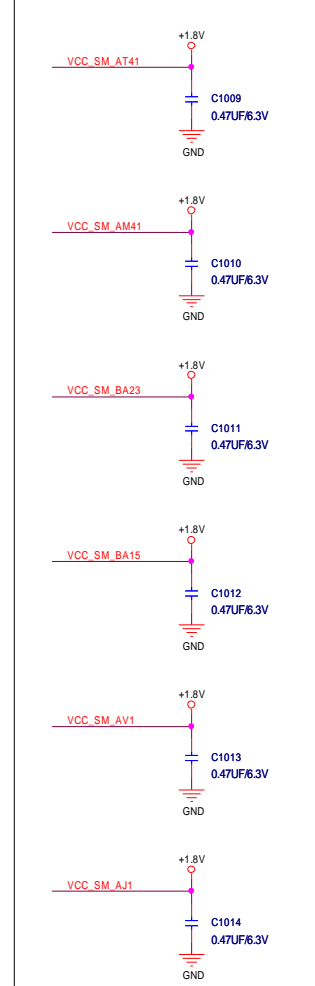 +1.8V
VCC_SM_AT41
C1009
0.47UF/6.3V
GND
+1.8V
VCC_SM_AM41
C1010
0.47UF/6.3V
GND
+1.8V
VCC_SM_BA23
C1011
0.47UF/6.3V
GND
+1.8V
VCC_SM_BA15
C1012
0.47UF/6.3V
GND
+1.8V
VCC_SM_AV1
C1013
0.47UF/6.3V
GND
+1.8V
VCC_SM_AJ1
C1014
0.47UF/6.3V
GND